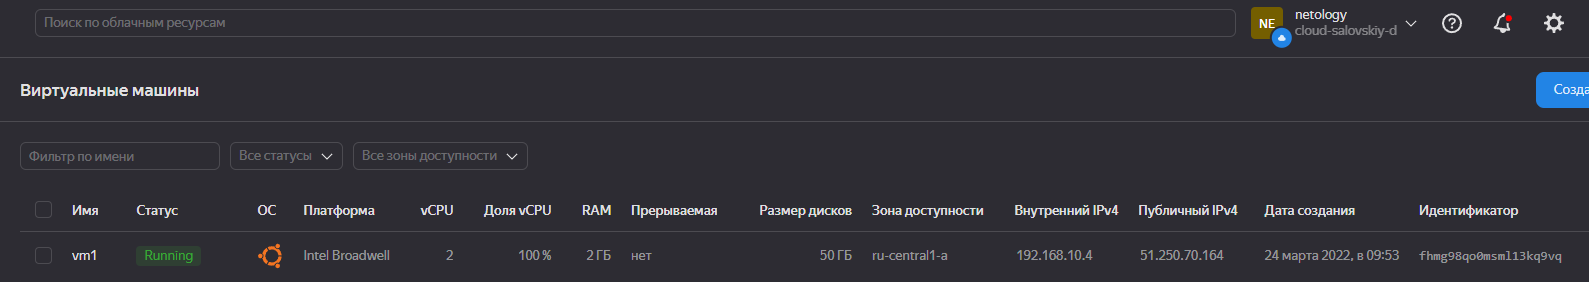 Поиск по облачным ресурсам
NE
netology
cloud-salovskiy-d
Виртуальные машины
Созда
Фильтр по имени
Все статусы
Все зоны доступности
Имя Статус ОС Платформа vCPU Доля vCPU RAM Прерываемая Размер дисков Зона доступности Внутренний IPv4 Публичный IPv4 Дата создания Идентификатор
vm1 Running Intel Broadwell 2 100 % 2 ГБ нет 50 ГБ ru-central1-a 192.168.10.4 51.250.70.164 24 марта 2022, в 09:53 fhmg98qo0msml13kq9vq